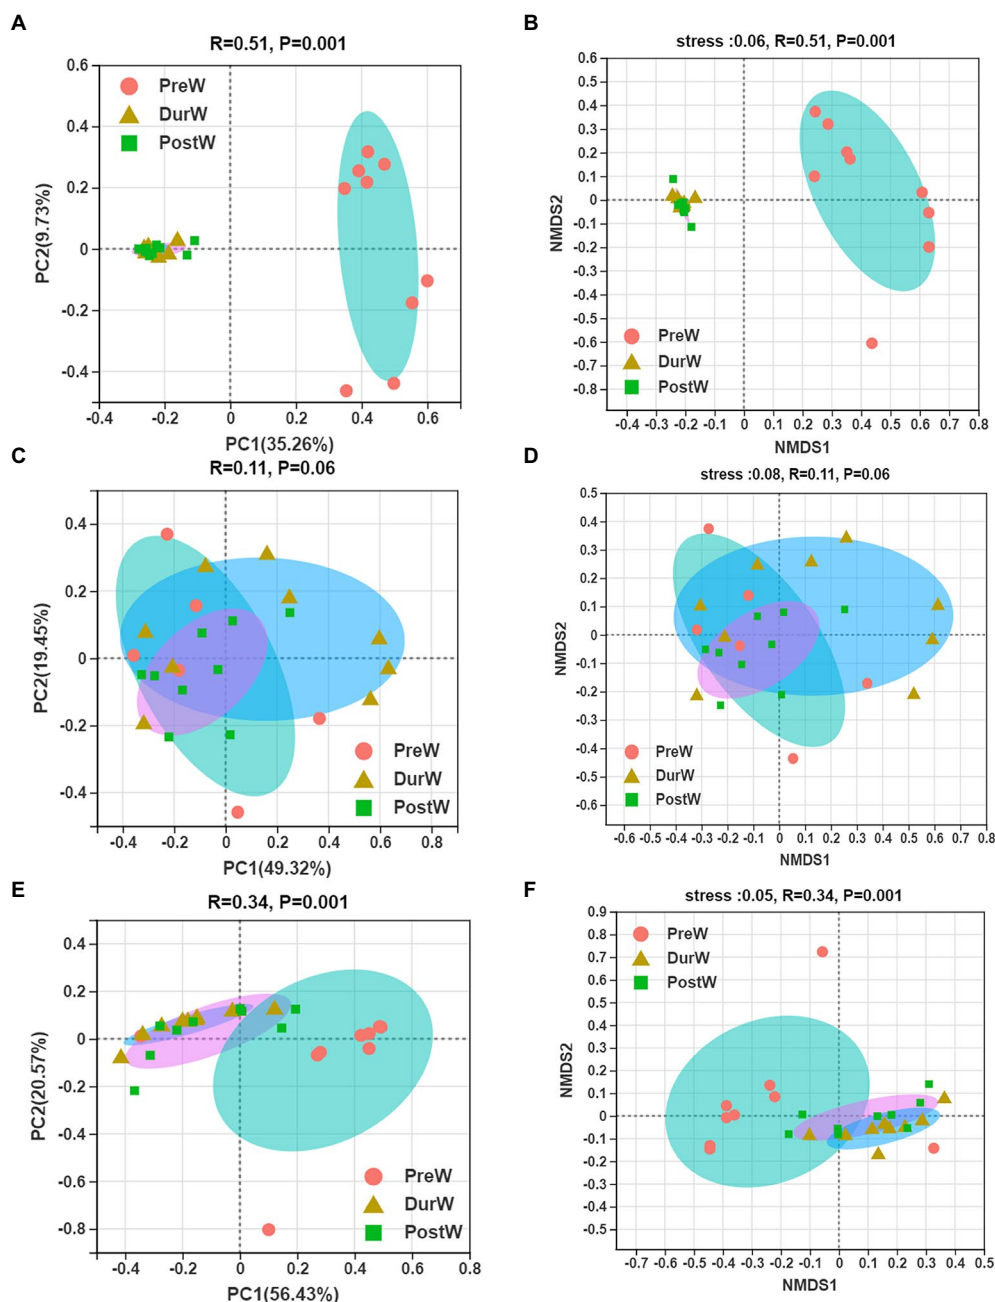 A
R=0.51, P=0.001
PreW
DurW
PostW
0.6
0.4
0.2
0
-0.2
-0.4
PC2(9.73%)
-0.4 -0.2 0 0.2 0.4 0.6
PC1(35.26%)
B
stress :0.06, R=0.51, P=0.001
0.6
0.5
0.4
0.3
0.2
0.1
0
-0.1
-0.2
-0.3
-0.4
-0.5
-0.6
-0.7
-0.8
NMDS2
PreW
DurW
PostW
-0.4 -0.3 -0.2 -0.1 0 0.1 0.2 0.3 0.4 0.5 0.6 0.7 0.8
NMDS1
C
R=0.11, P=0.06
0.4
0.2
0
-0.2
-0.4
PC2(19.45%)
PreW
DurW
PostW
-0.4 -0.2 0 0.2 0.4 0.6 0.8
PC1(49.32%)
D
stress :0.08, R=0.11, P=0.06
0.5
0.4
0.3
0.2
0.1
0
-0.1
-0.2
-0.3
-0.4
-0.5
-0.6
NMDS2
PreW
DurW
PostW
-0.6 -0.5 -0.4 -0.3 -0.2 -0.1 0 0.1 0.2 0.3 0.4 0.5 0.6 0.7 0.8
NMDS1
E
R=0.34, P=0.001
0.4
0.2
0
-0.2
-0.4
-0.6
-0.8
PC2(20.57%)
PreW
DurW
PostW
-0.4 -0.2 0 0.2 0.4 0.6 0.8
PC1(56.43%)
F
stress :0.05, R=0.34, P=0.001
PreW
DurW
PostW
0.9
0.8
0.7
0.6
0.5
0.4
0.3
0.2
0.1
0
-0.1
-0.2
-0.3
-0.4
-0.5
NMDS2
-0.7 -0.6 -0.5 -0.4 -0.3 -0.2 -0.1 0 0.1 0.2 0.3 0.4 0.5
NMDS1